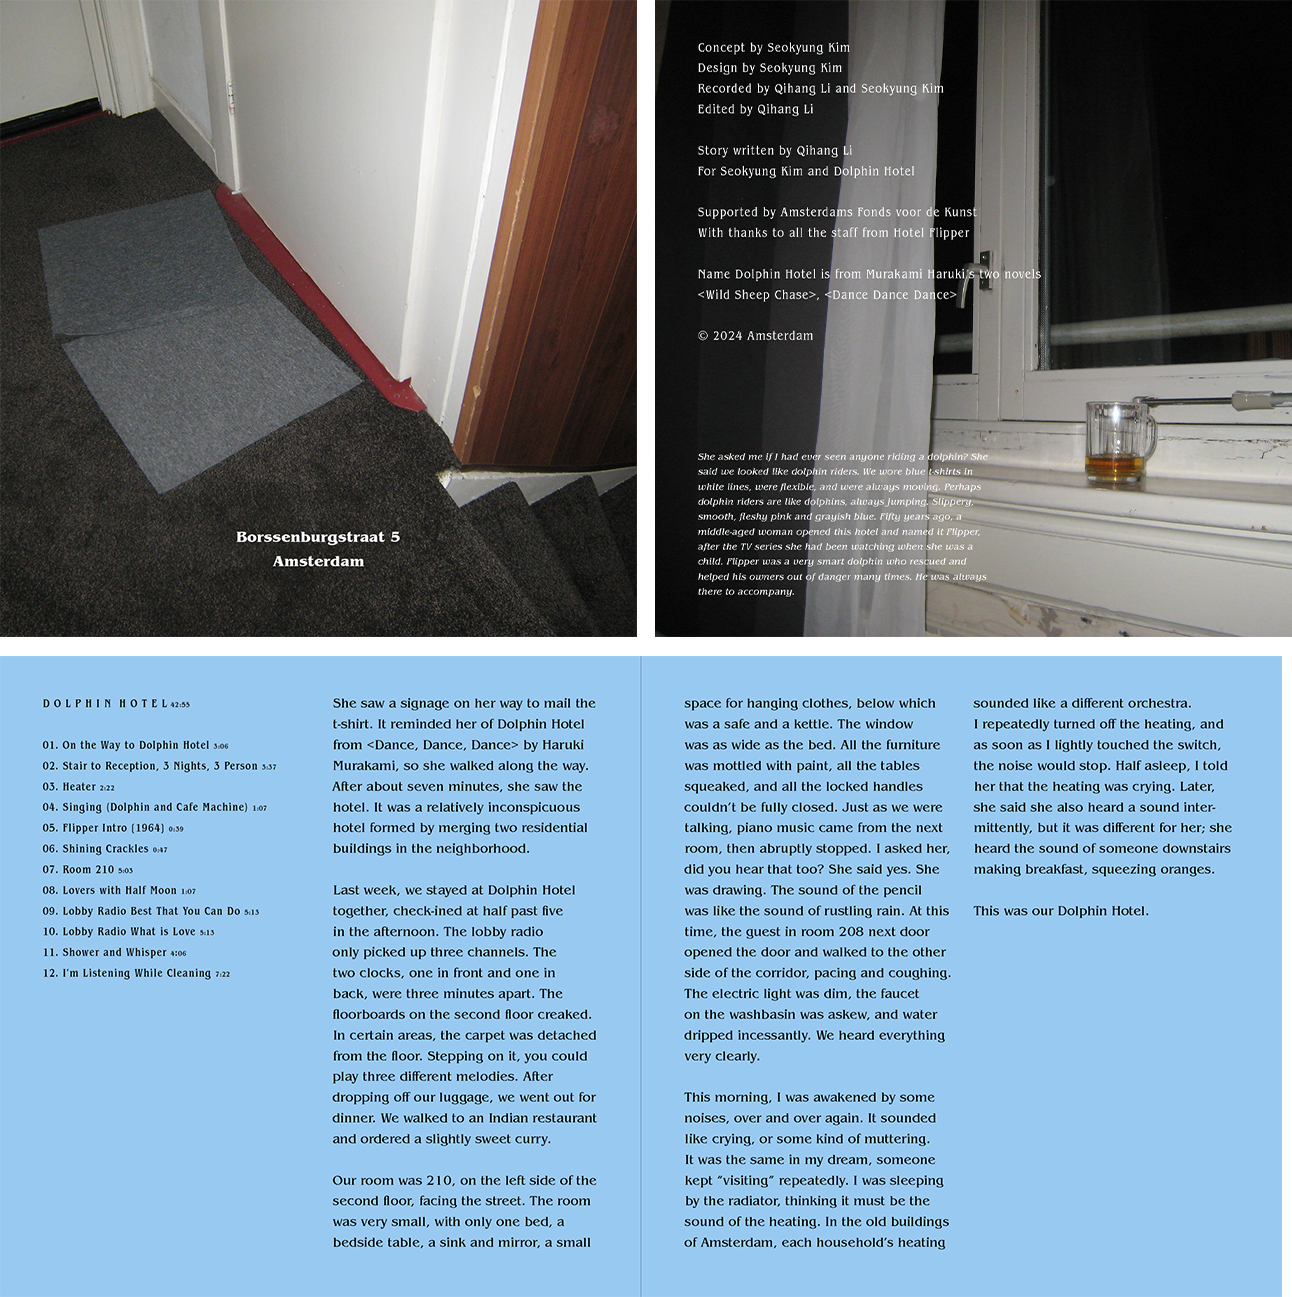 Borssenburgstraat 5
Amsterdam
Concept by Seokyung Kim
Design by Seokyung Kim
Recorded by Qihang Li and Seokyung Kim
Edited by Qihang Li
Story written by Qihang Li
For Seokyung Kim and Dolphin Hotel
Supported by Amsterdams Fonds voor de Kunst
With thanks to all the staff from Hotel Flipper
Name Dolphin Hotel is from Murakami Haruki's two novels
<Wild Sheep Chase>, <Dance Dance Dance>
© 2024 Amsterdam
She asked me if I had ever seen anyone riding a dolphin? She
said we looked like dolphin riders. We wore blue t-shirts in
white lines, were flexible, and were always moving. Perhaps
dolphin riders are like dolphins, always jumping. Slippery,
smooth, fleshy pink and grayish blue. Fifty years ago, a
middle-aged woman opened this hotel and named it Flipper,
after the TV series she had been watching when she was a
child. Flipper was a very smart dolphin who rescued and
helped his owners out of danger many times. He was always
there to accompany.
DOLPHIN HOTEL 42:55
01. On the Way to Dolphin Hotel 3:06
02. Stair to Reception, 3 Nights, 3 Person 3:37
03. Heater 2:22
04. Singing (Dolphin and Cafe Machine) 1:07
05. Flipper Intro (1964) 0:39
06. Shining Crackles 0:47
07. Room 210 5:03
08. Lovers with Half Moon 1:07
09. Lobby Radio Best That You Can Do 5:13
10. Lobby Radio What is Love 5:13
11. Shower and Whisper 4:06
12. I'm Listening While Cleaning 7:22
She saw a signage on her way to mail the
t-shirt. It reminded her of Dolphin Hotel
from <Dance, Dance, Dance> by Haruki
Murakami, so she walked along the way.
After about seven minutes, she saw the
hotel. It was a relatively inconspicuous
hotel formed by merging two residential
buildings in the neighborhood.
Last week, we stayed at Dolphin Hotel
together, check-ined at half past five
in the afternoon. The lobby radio
only picked up three channels. The
two clocks, one in front and one in
back, were three minutes apart. The
floorboards on the second floor creaked.
In certain areas, the carpet was detached
from the floor. Stepping on it, you could
play three different melodies. After
dropping off our luggage, we went out for
dinner. We walked to an Indian restaurant
and ordered a slightly sweet curry.
Our room was 210, on the left side of the
second floor, facing the street. The room
was very small, with only one bed, a
bedside table, a sink and mirror, a small
space for hanging clothes, below which
was a safe and a kettle. The window
was as wide as the bed. All the furniture
was mottled with paint, all the tables
squeaked, and all the locked handles
couldn't be fully closed. Just as we were
talking, piano music came from the next
room, then abruptly stopped. I asked her,
did you hear that too? She said yes. She
was drawing. The sound of the pencil
was like the sound of rustling rain. At this
time, the guest in room 208 next door
opened the door and walked to the other
side of the corridor, pacing and coughing.
The electric light was dim, the faucet
on the washbasin was askew, and water
dripped incessantly. We heard everything
very clearly.
This morning, I was awakened by some
noises, over and over again. It sounded
like crying, or some kind of muttering.
It was the same in my dream, someone
kept "visiting" repeatedly. I was sleeping
by the radiator, thinking it must be the
sound of the heating. In the old buildings
of Amsterdam, each household's heating
sounded like a different orchestra.
I repeatedly turned off the heating, and
as soon as I lightly touched the switch,
the noise would stop. Half asleep, I told
her that the heating was crying. Later,
she said she also heard a sound inter-
mittently, but it was different for her; she
heard the sound of someone downstairs
making breakfast, squeezing oranges.
This was our Dolphin Hotel.